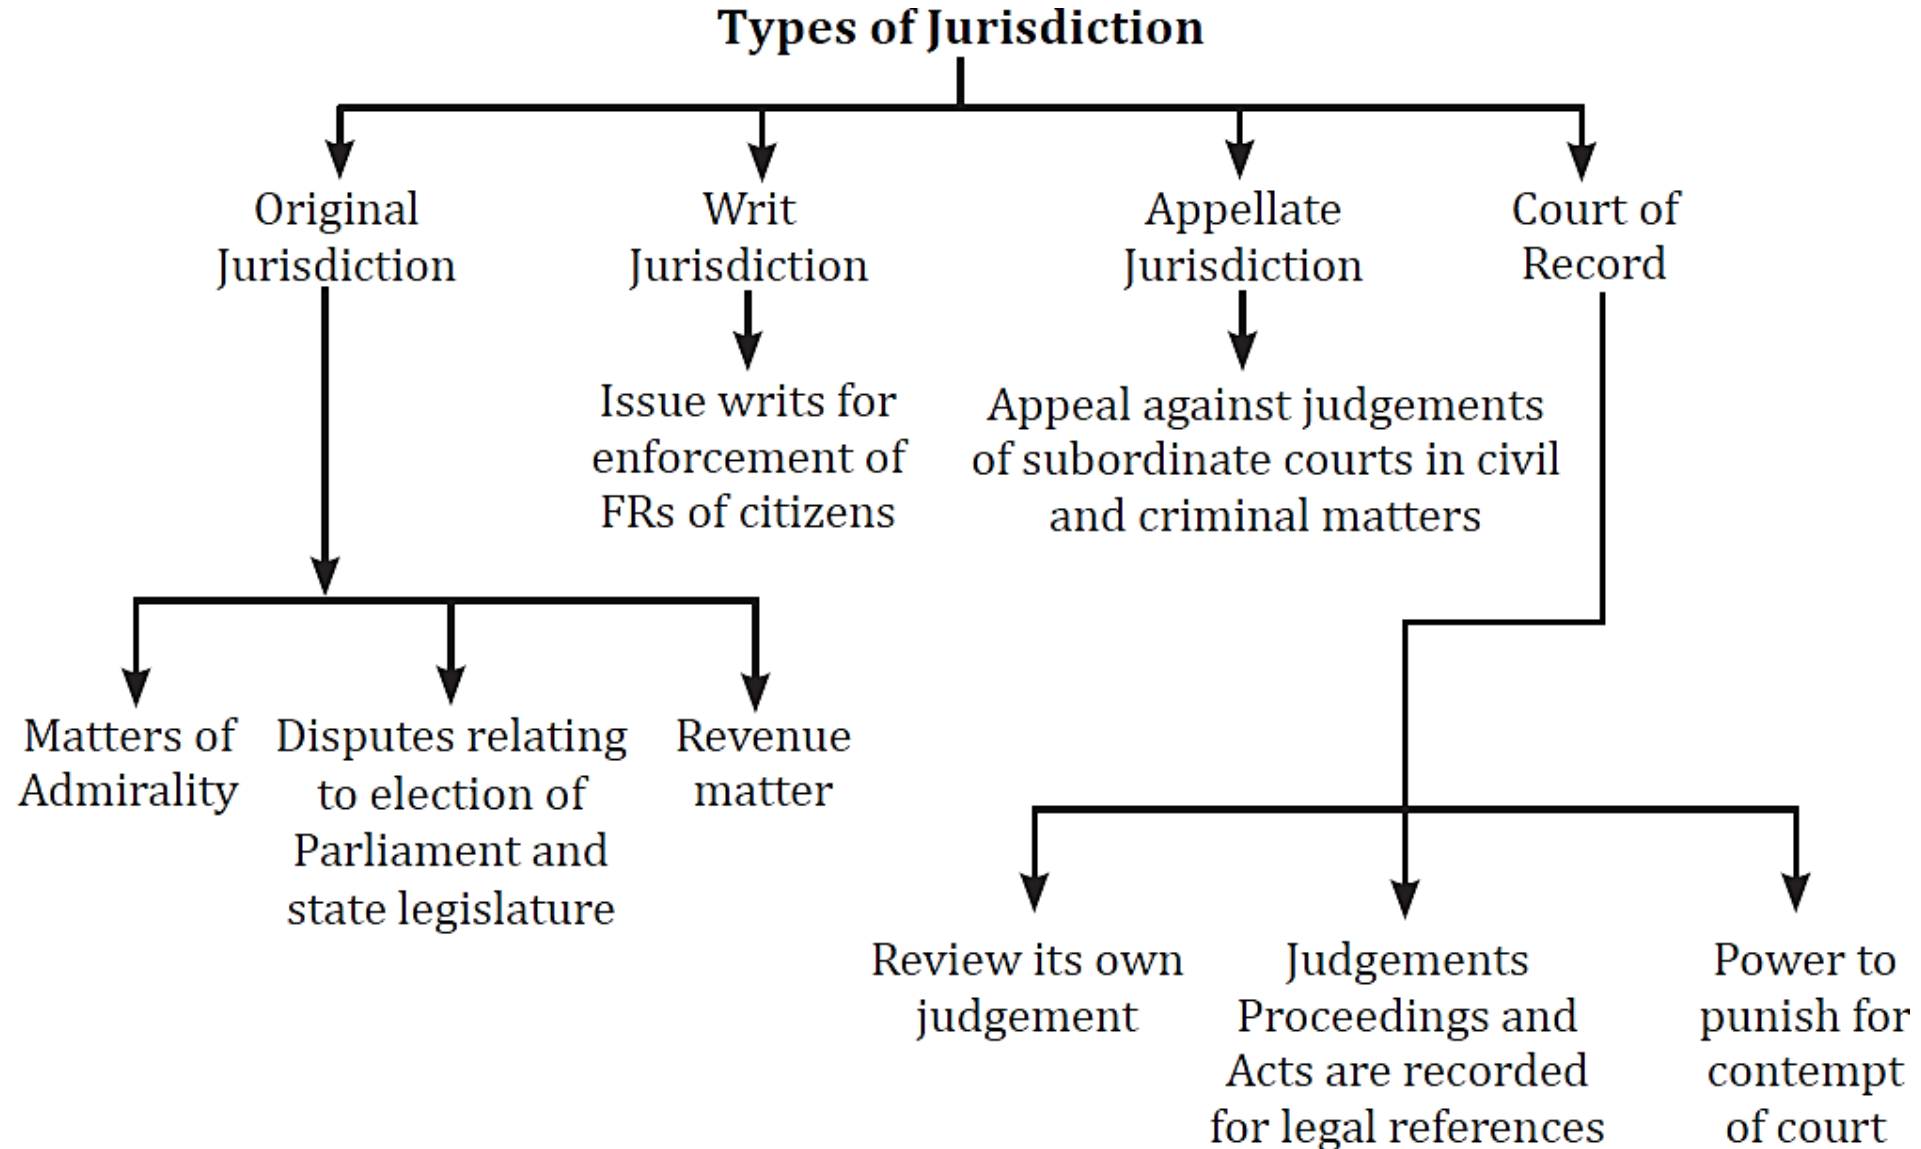 Types of Jurisdiction
Original
Jurisdiction
Writ
Jurisdiction
Appellate
Jurisdiction
Court of
Record
Issue writs for
enforcement of
FRs of citizens
Appeal against judgements
of subordinate courts in civil
and criminal matters
Matters of
Admirality
Disputes relating
to election of
Parliament and
state legislature
Revenue
matter
Review its own
judgement
Judgements
Proceedings and
Acts are recorded
for legal references
Power to
punish for
contempt
of court